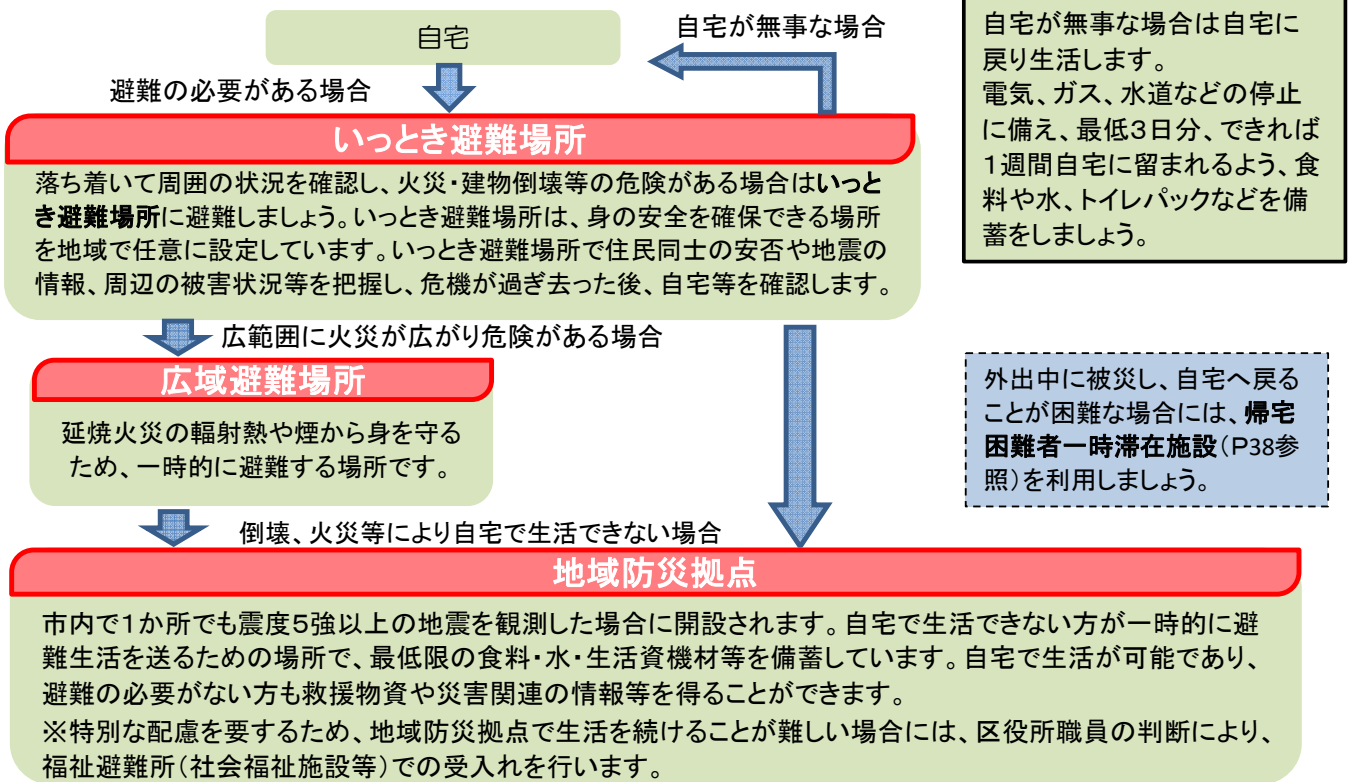 自宅
自宅が無事な場合
避難の必要がある場合
いっとき避難場所
落ち着いて周囲の状況を確認し、火災・建物倒壊等の危険がある場合はいっと
き避難場所に避難しましょう。いっとき避難場所は、身の安全を確保できる場所
を地域で任意に設定しています。いっとき避難場所で住民同士の安否や地震の
情報、周辺の被害状況等を把握し、危機が過ぎ去った後、自宅等を確認します。
自宅が無事な場合は自宅に
戻り生活します。
電気、ガス、水道などの停止
に備え、最低3日分、できれば
1週間自宅に留まれるよう、食
料や水、トイレパックなどを備
蓄をしましょう。
広範囲に火災が広がり危険がある場合
広域避難場所
延焼火災の輻射熱や煙から身を守る
ため、一時的に避難する場所です。
外出中に被災し、自宅へ戻る
ことが困難な場合には、帰宅
困難者一時滞在施設(P38参
照)を利用しましょう。
倒壊、火災等により自宅で生活できない場合
地域防災拠点
市内で1か所でも震度5強以上の地震を観測した場合に開設されます。自宅で生活できない方が一時的に避
難生活を送るための場所で、最低限の食料・水・生活資機材等を備蓄しています。自宅で生活が可能であり、
避難の必要がない方も救援物資や災害関連の情報等を得ることができます。
※特別な配慮を要するため、地域防災拠点で生活を続けることが難しい場合には、区役所職員の判断により、
福祉避難所(社会福祉施設等)での受入れを行います。